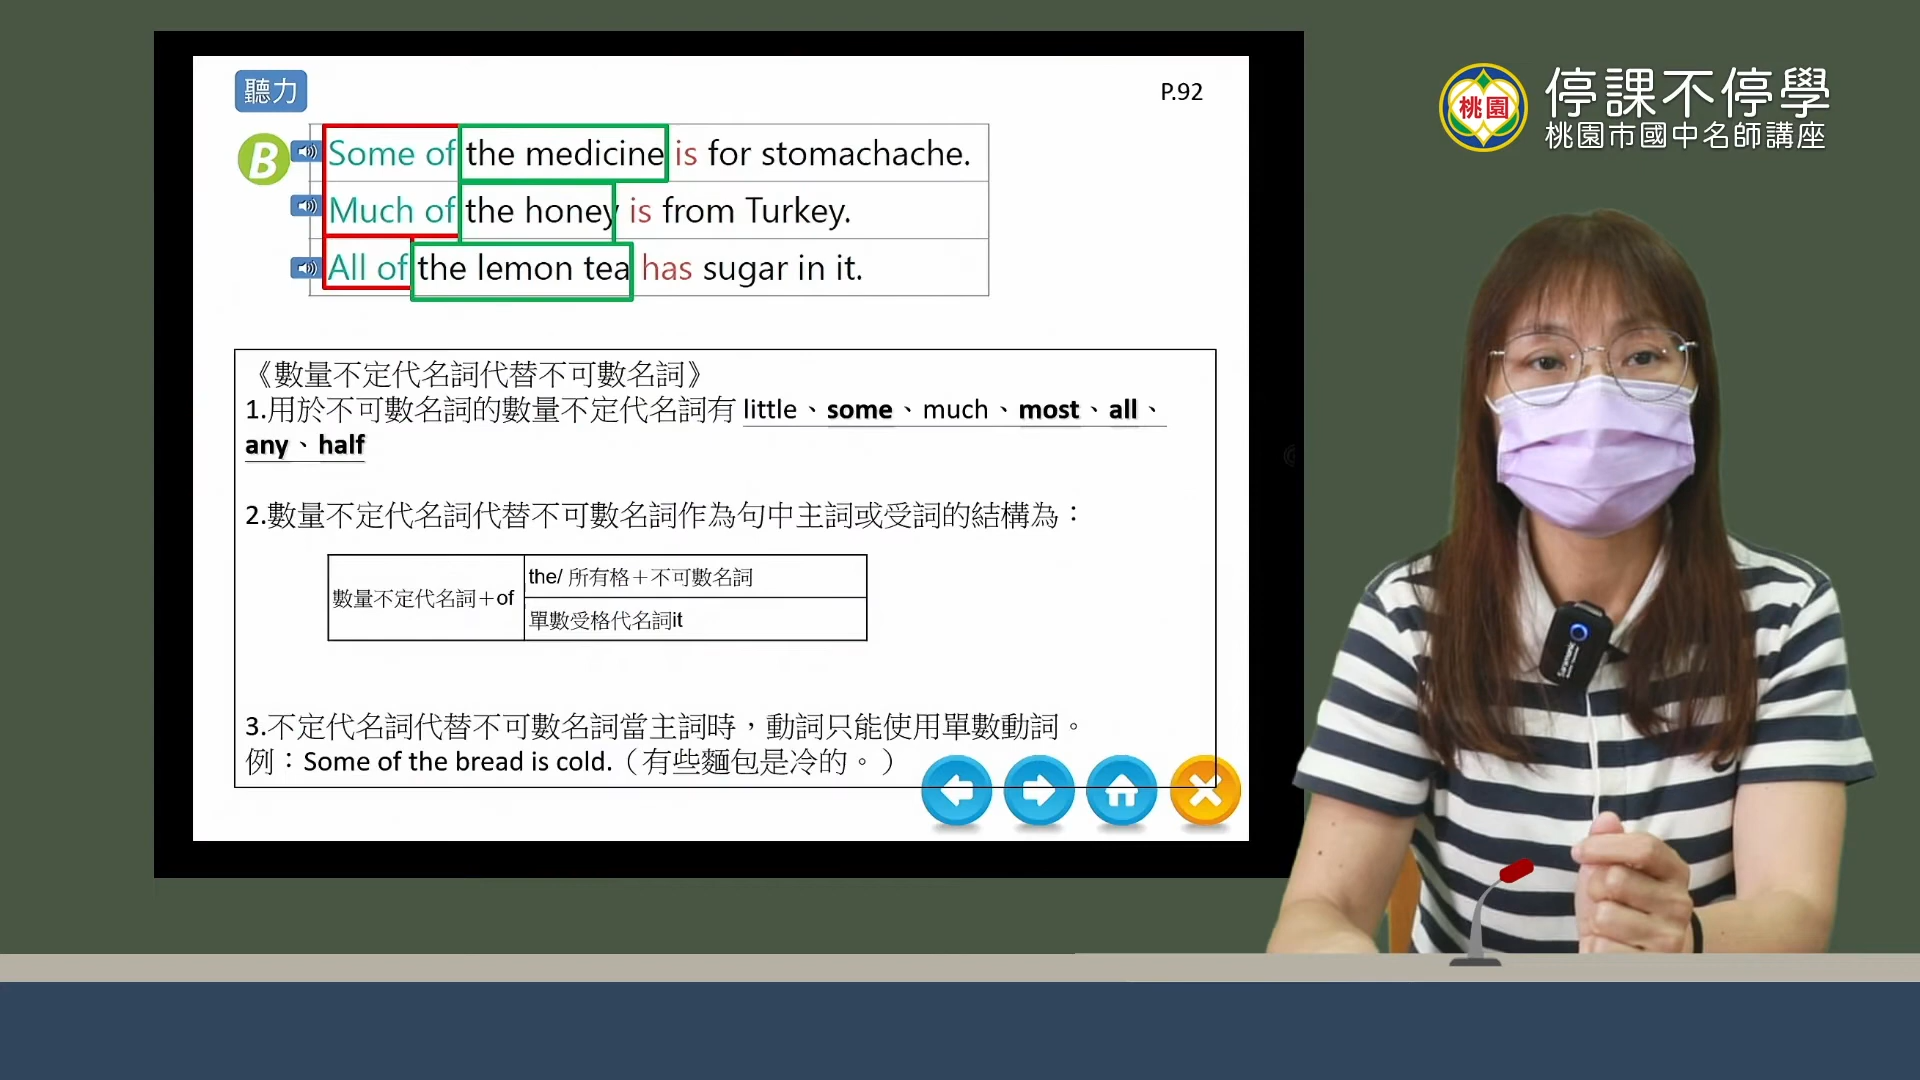 聽力
P.92
B
Some of the medicine is for stomachache.
Much of the honey is from Turkey.
All of the lemon tea has sugar in it.
《數量不定代名詞代替不可數名詞》
1.用於不可數名詞的數量不定代名詞有 little、some、much、most、all、
any、half
2.數量不定代名詞代替不可數名詞作為句中主詞或受詞的結構為：
數量不定代名詞＋of
the/ 所有格＋不可數名詞
單數受格代名詞it
3.不定代名詞代替不可數名詞當主詞時，動詞只能使用單數動詞。
例：Some of the bread is cold.（有些麵包是冷的。）
桃園
停課不停學
桃園市國中名師講座
Saramonic